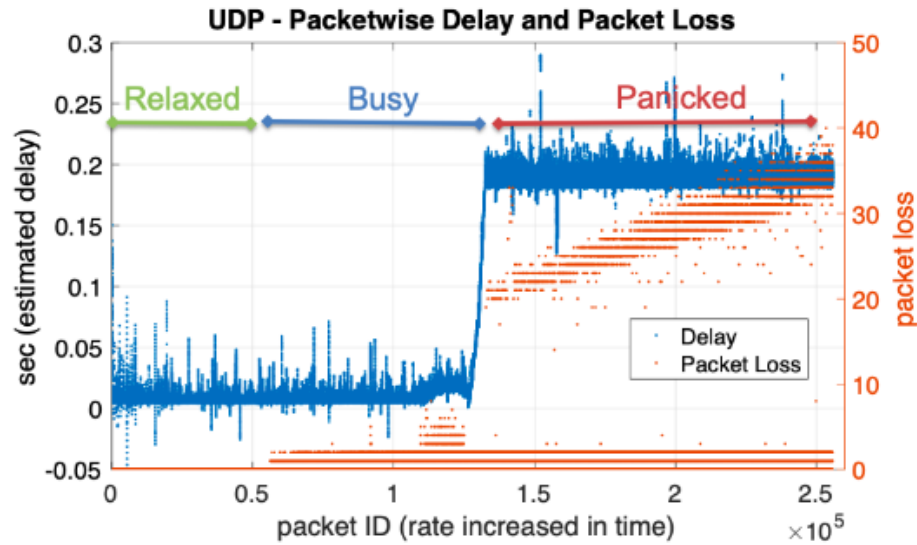 UDP - Packetwise Delay and Packet Loss
0.3
0.25
0.2
0.15
0.1
0.05
0
-0.05
sec (estimated delay)
Relaxed
Busy
Panicked
50
40
30
20
10
0
packet loss
Delay
Packet Loss
0
0.5
1
1.5
2
2.5
×10^5
packet ID (rate increased in time)